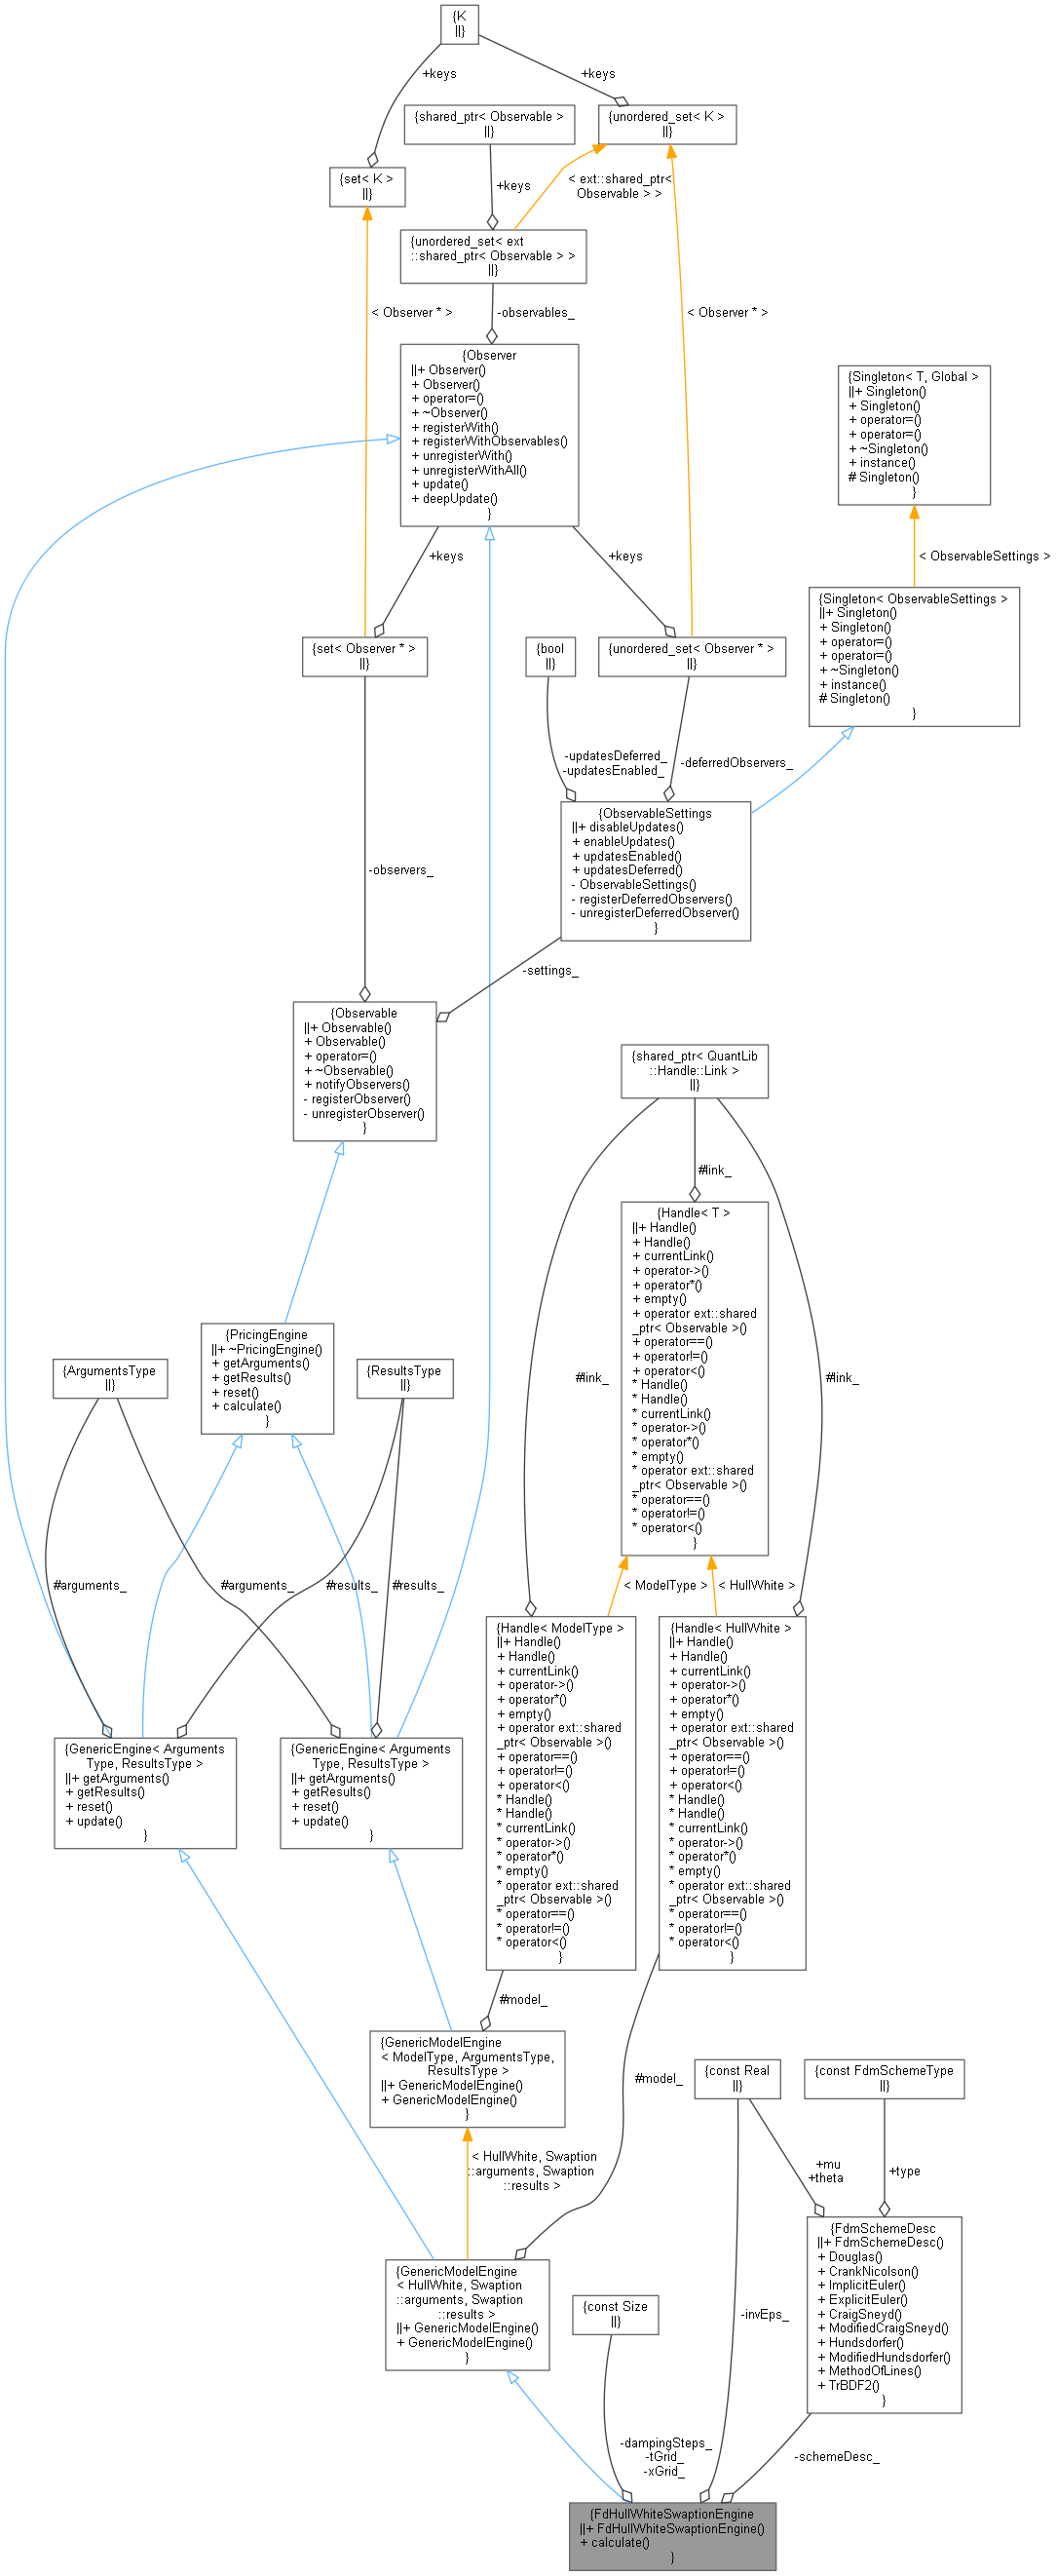 {K
||}
+keys
+keys
{shared_ptr< Observable >
||}
{unordered_set< K >
||}
{set< K >
||}
+keys
< ext::shared_ptr<
Observable > >
{unordered_set< ext
::shared_ptr< Observable > >
||}
< Observer * >
-observables_
< Observer * >
{Observer
||+ Observer()
+ Observer()
+ operator=()
+ ~Observer()
+ registerWith()
+ registerWithObservables()
+ unregisterWith()
+ unregisterWithAll()
+ update()
+ deepUpdate()
}
{Singleton< T, Global >
||+ Singleton()
+ Singleton()
+ operator=()
+ operator=()
+ ~Singleton()
+ instance()
# Singleton()
}
+keys
+keys
< ObservableSettings >
{Singleton< ObservableSettings >
||+ Singleton()
+ Singleton()
+ operator=()
+ operator=()
+ ~Singleton()
+ instance()
# Singleton()
}
{set< Observer * >
||}
{bool
||}
{unordered_set< Observer * >
||}
-updatesDeferred_
-updatesEnabled_
-deferredObservers_
{ObservableSettings
||+ disableUpdates()
+ enableUpdates()
+ updatesEnabled()
+ updatesDeferred()
- ObservableSettings()
- registerDeferredObservers()
- unregisterDeferredObserver()
}
-observers_
-settings_
{Observable
||+ Observable()
+ Observable()
+ operator=()
+ ~Observable()
+ notifyObservers()
- registerObserver()
- unregisterObserver()
}
{shared_ptr< QuantLib
::Handle::Link >
||}
#link_
{Handle< T >
||+ Handle()
+ Handle()
+ currentLink()
+ operator->()
+ operator*()
+ empty()
+ operator ext::shared
_ptr< Observable >()
+ operator==()
+ operator!=()
+ operator<()
* Handle()
* Handle()
* currentLink()
* operator->()
* operator*()
* empty()
* operator ext::shared
_ptr< Observable >()
* operator==()
* operator!=()
* operator<()
}
{PricingEngine
||+ ~PricingEngine()
+ getArguments()
+ getResults()
+ reset()
+ calculate()
}
{ArgumentsType
||}
{ResultsType
||}
#link_
#link_
#arguments_
#arguments_
#results_
#results_
< ModelType >
< HullWhite >
{Handle< ModelType >
||+ Handle()
+ Handle()
+ currentLink()
+ operator->()
+ operator*()
+ empty()
+ operator ext::shared
_ptr< Observable >()
+ operator==()
+ operator!=()
+ operator<()
* Handle()
* Handle()
* currentLink()
* operator->()
* operator*()
* empty()
* operator ext::shared
_ptr< Observable >()
* operator==()
* operator!=()
* operator<()
}
{Handle< HullWhite >
||+ Handle()
+ Handle()
+ currentLink()
+ operator->()
+ operator*()
+ empty()
+ operator ext::shared
_ptr< Observable >()
+ operator==()
+ operator!=()
+ operator<()
* Handle()
* Handle()
* currentLink()
* operator->()
* operator*()
* empty()
* operator ext::shared
_ptr< Observable >()
* operator==()
* operator!=()
* operator<()
}
{GenericEngine< Arguments
Type, ResultsType >
||+ getArguments()
+ getResults()
+ reset()
+ update()
}
{GenericEngine< Arguments
Type, ResultsType >
||+ getArguments()
+ getResults()
+ reset()
+ update()
}
#model_
{GenericModelEngine
< ModelType, ArgumentsType,
ResultsType >
||+ GenericModelEngine()
+ GenericModelEngine()
}
#model_
{const Real
||}
{const FdmSchemeType
||}
< HullWhite, Swaption
::arguments, Swaption
::results >
+mu
+theta
+type
{FdmSchemeDesc
||+ FdmSchemeDesc()
+ Douglas()
+ CrankNicolson()
+ ImplicitEuler()
+ ExplicitEuler()
+ CraigSneyd()
+ ModifiedCraigSneyd()
+ Hundsdorfer()
+ ModifiedHundsdorfer()
+ MethodOfLines()
+ TrBDF2()
}
{GenericModelEngine
< HullWhite, Swaption
::arguments, Swaption
::results >
||+ GenericModelEngine()
+ GenericModelEngine()
}
{const Size
||}
-invEps_
-dampingSteps_
-tGrid_
-xGrid_
-schemeDesc_
{FdHullWhiteSwaptionEngine
||+ FdHullWhiteSwaptionEngine()
+ calculate()
}